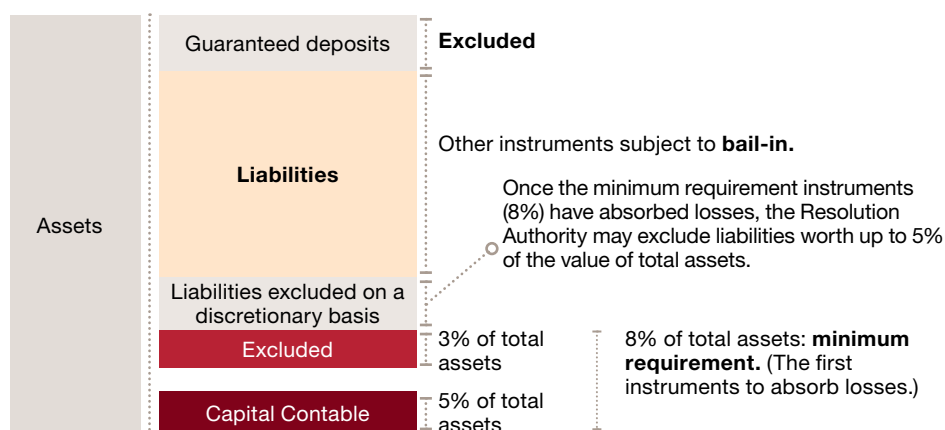 Assets
Guaranteed deposits
Excluded
Liabilities
Other instruments subject to bail-in.
Once the minimum requirement instruments
(8%) have absorbed losses, the Resolution
Authority may exclude liabilities worth up to 5%
of the value of total assets.
Liabilities excluded on a
discretionary basis
Excluded
3% of total
assets
8% of total assets: minimum
requirement. (The first
instruments to absorb losses.)
Capital Contable
5% of total
assets